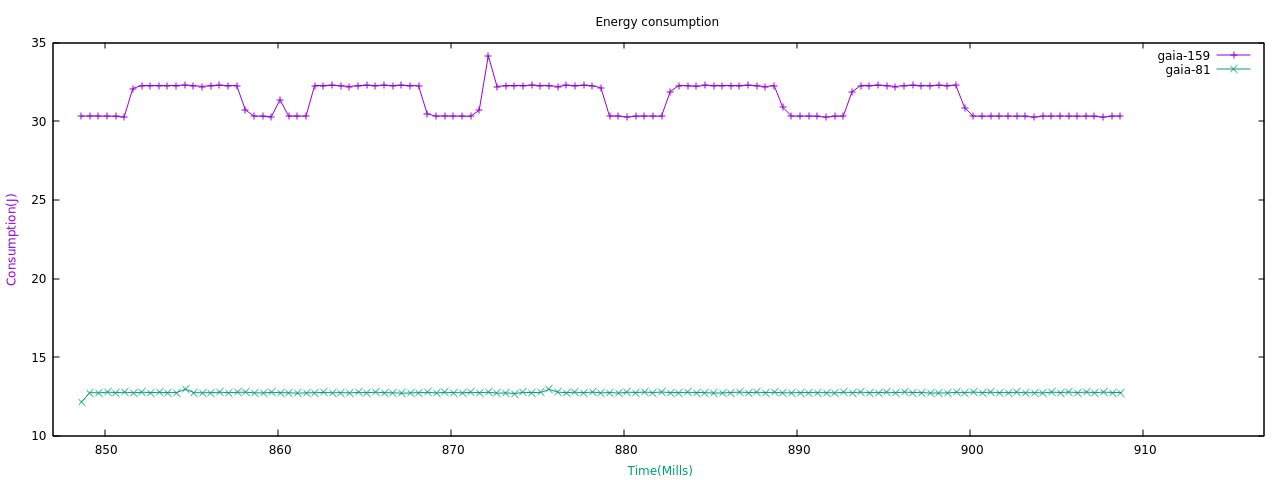 Energy consumption
gaia-159
gaia-81
35
30
25
20
15
10
Consumption(J)
850 860 870 880 890 900 910
Time(Mills)